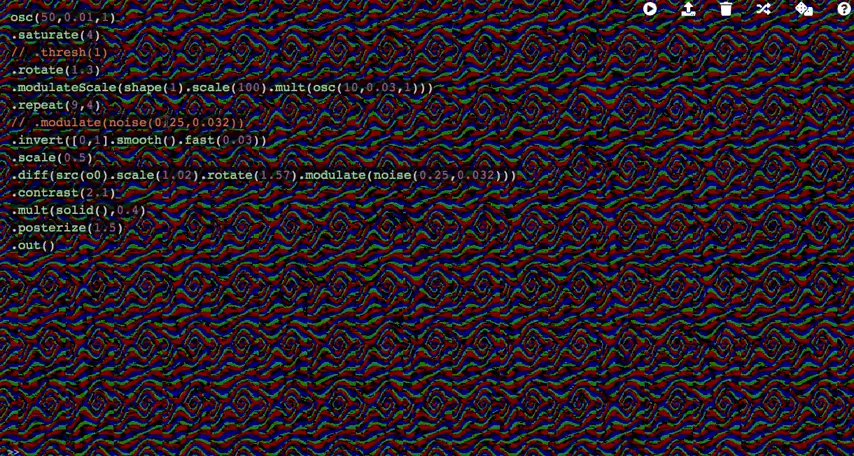 osc(50,0.01,1)
.saturate(4)
// .thresh(1)
.rotate(1.3)
.modulateScale(shape(1).scale(100).mult(osc(10,0.03,1)))
.repeat(9,4)
// .modulate(noise(0.25,0.032))
.invert([0,1].smooth().fast(0.03))
.scale(0.5)
.diff(src(o0).scale(1.02).rotate(1.57).modulate(noise(0.25,0.032)))
.contrast(2.1)
.mult(solid(),0.4)
.posterize(1.5)
.out()
>>